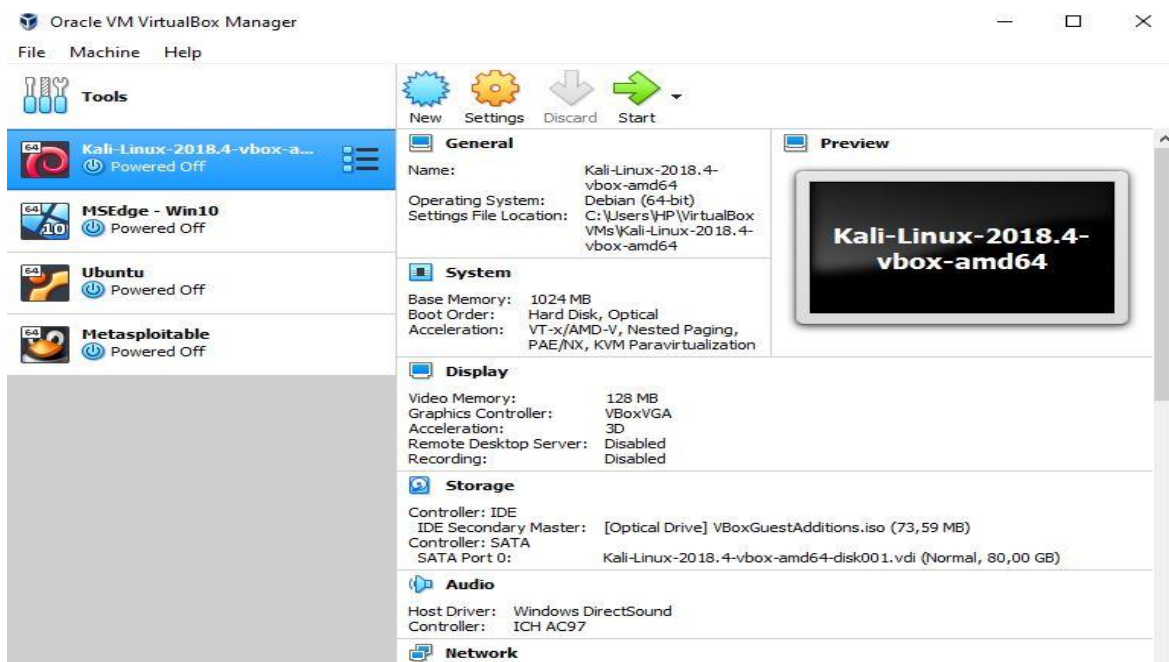 Oracle VM VirtualBox Manager
File Machine Help
Tools
New Settings Discard Start
64
Kali-Linux-2018.4-vbox-a...
Powered Off
64
10
MSEdge - Win10
Powered Off
64
Ubuntu
Powered Off
64
Metasploitable
Powered Off
General
Name: Kali-Linux-2018.4-
vbox-amd64
Operating System: Debian (64-bit)
Settings File Location: C:\Users\HP\VirtualBox
VMs\Kali-Linux-2018.4-
vbox-amd64
Preview
Kali-Linux-2018.4-
vbox-amd64
System
Base Memory: 1024 MB
Boot Order: Hard Disk, Optical
Acceleration: VT-x/AMD-V, Nested Paging,
PAE/NX, KVM Paravirtualization
Display
Video Memory: 128 MB
Graphics Controller: VBoxVGA
Acceleration: 3D
Remote Desktop Server: Disabled
Recording: Disabled
Storage
Controller: IDE
IDE Secondary Master: [Optical Drive] VBoxGuestAdditions.iso (73,59 MB)
Controller: SATA
SATA Port 0: Kali-Linux-2018.4-vbox-amd64-disk001.vdi (Normal, 80,00 GB)
Audio
Host Driver: Windows DirectSound
Controller: ICH AC97
Network